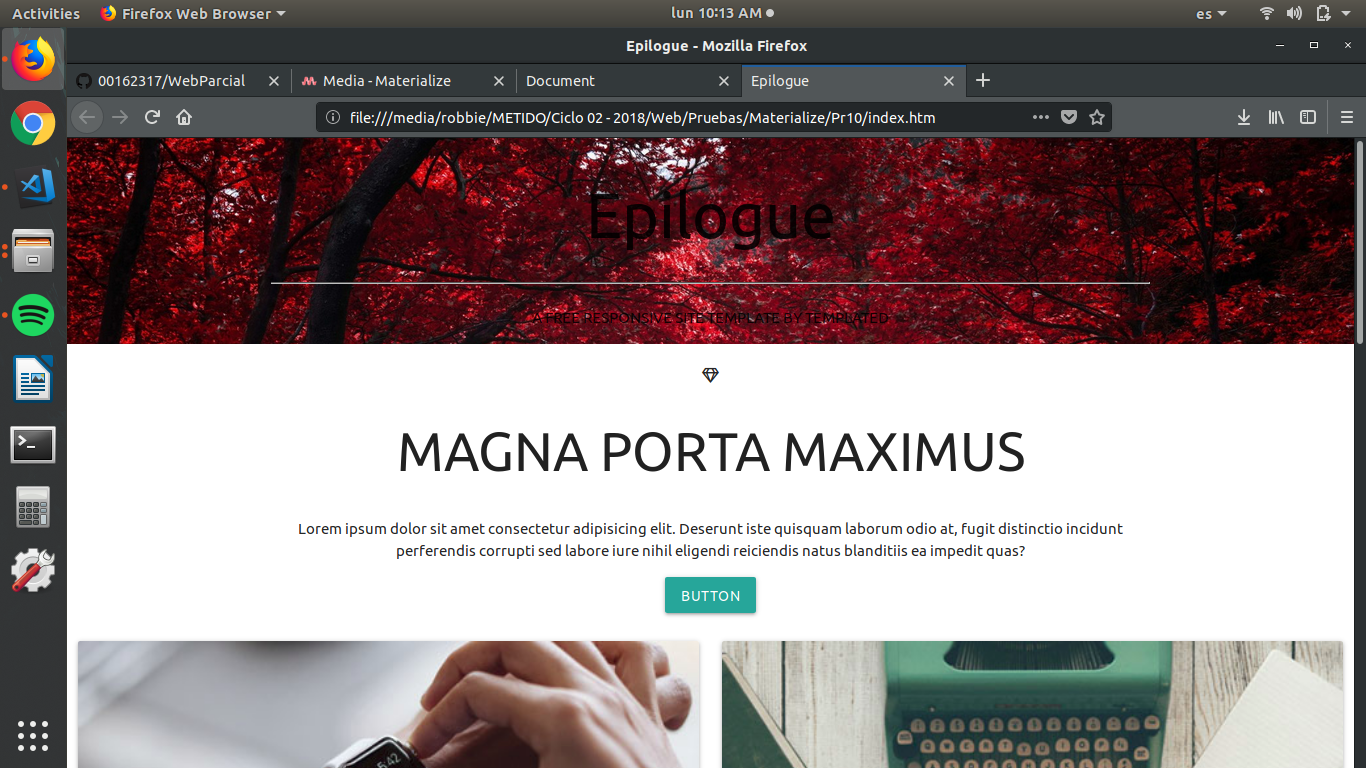 Activities Firefox Web Browser lun 10:13 AM es
Epilogue - Mozilla Firefox
00162317/WebParcial Media - Materialize Document Epilogue
file:///media/robbie/METIDO/Ciclo 02 - 2018/Web/Pruebas/Materialize/Pr10/index.htm
Epilogue
A FREE RESPONSIVE SITE TEMPLATE BY TEMPLATED
MAGNA PORTA MAXIMUS
Lorem ipsum dolor sit amet consectetur adipisicing elit. Deserunt iste quisquam laborum odio at, fugit distinctio incidunt
perferendis corrupti sed labore iure nihil eligendi reiciendis natus blanditiis ea impedit quas?
BUTTON
5:42